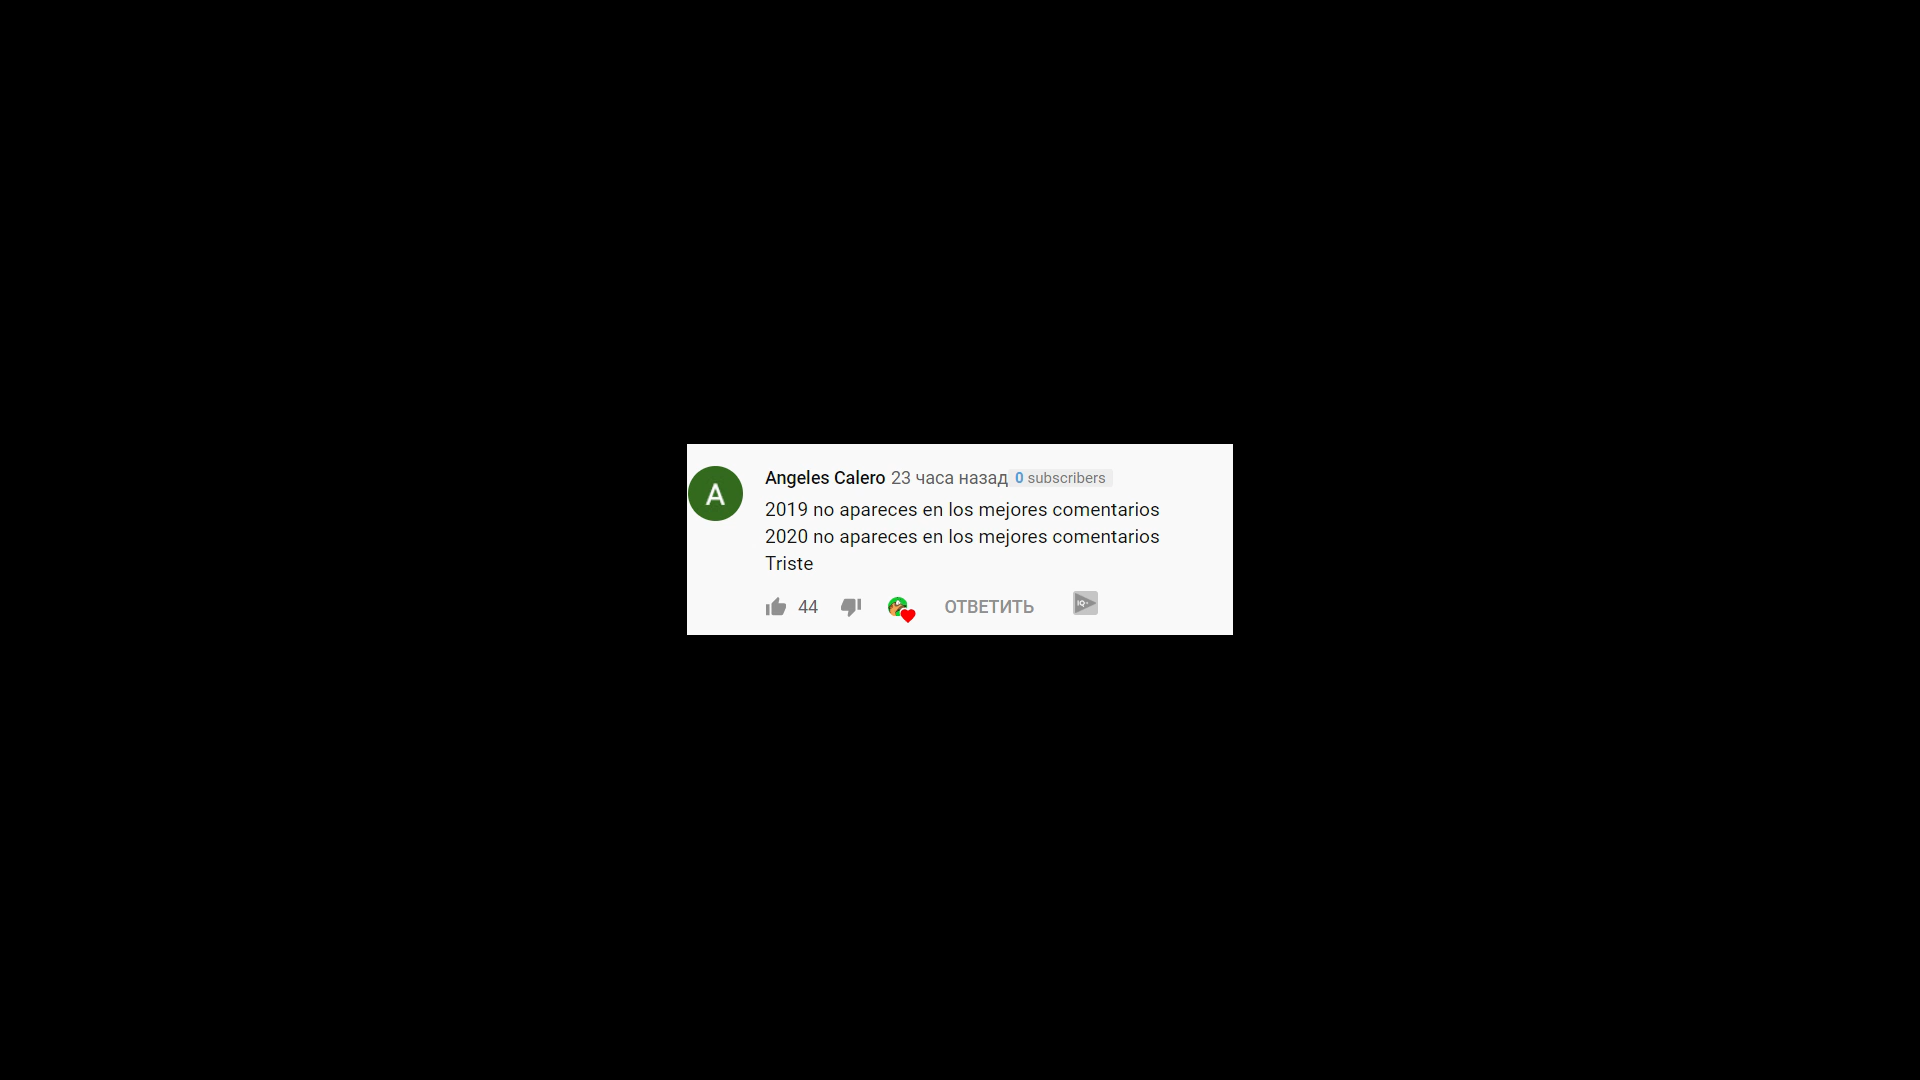 A
Angeles Calero 23 часа назад 0 subscribers
2019 no apareces en los mejores comentarios
2020 no apareces en los mejores comentarios
Triste
44 ОТВЕТИТЬ IQ